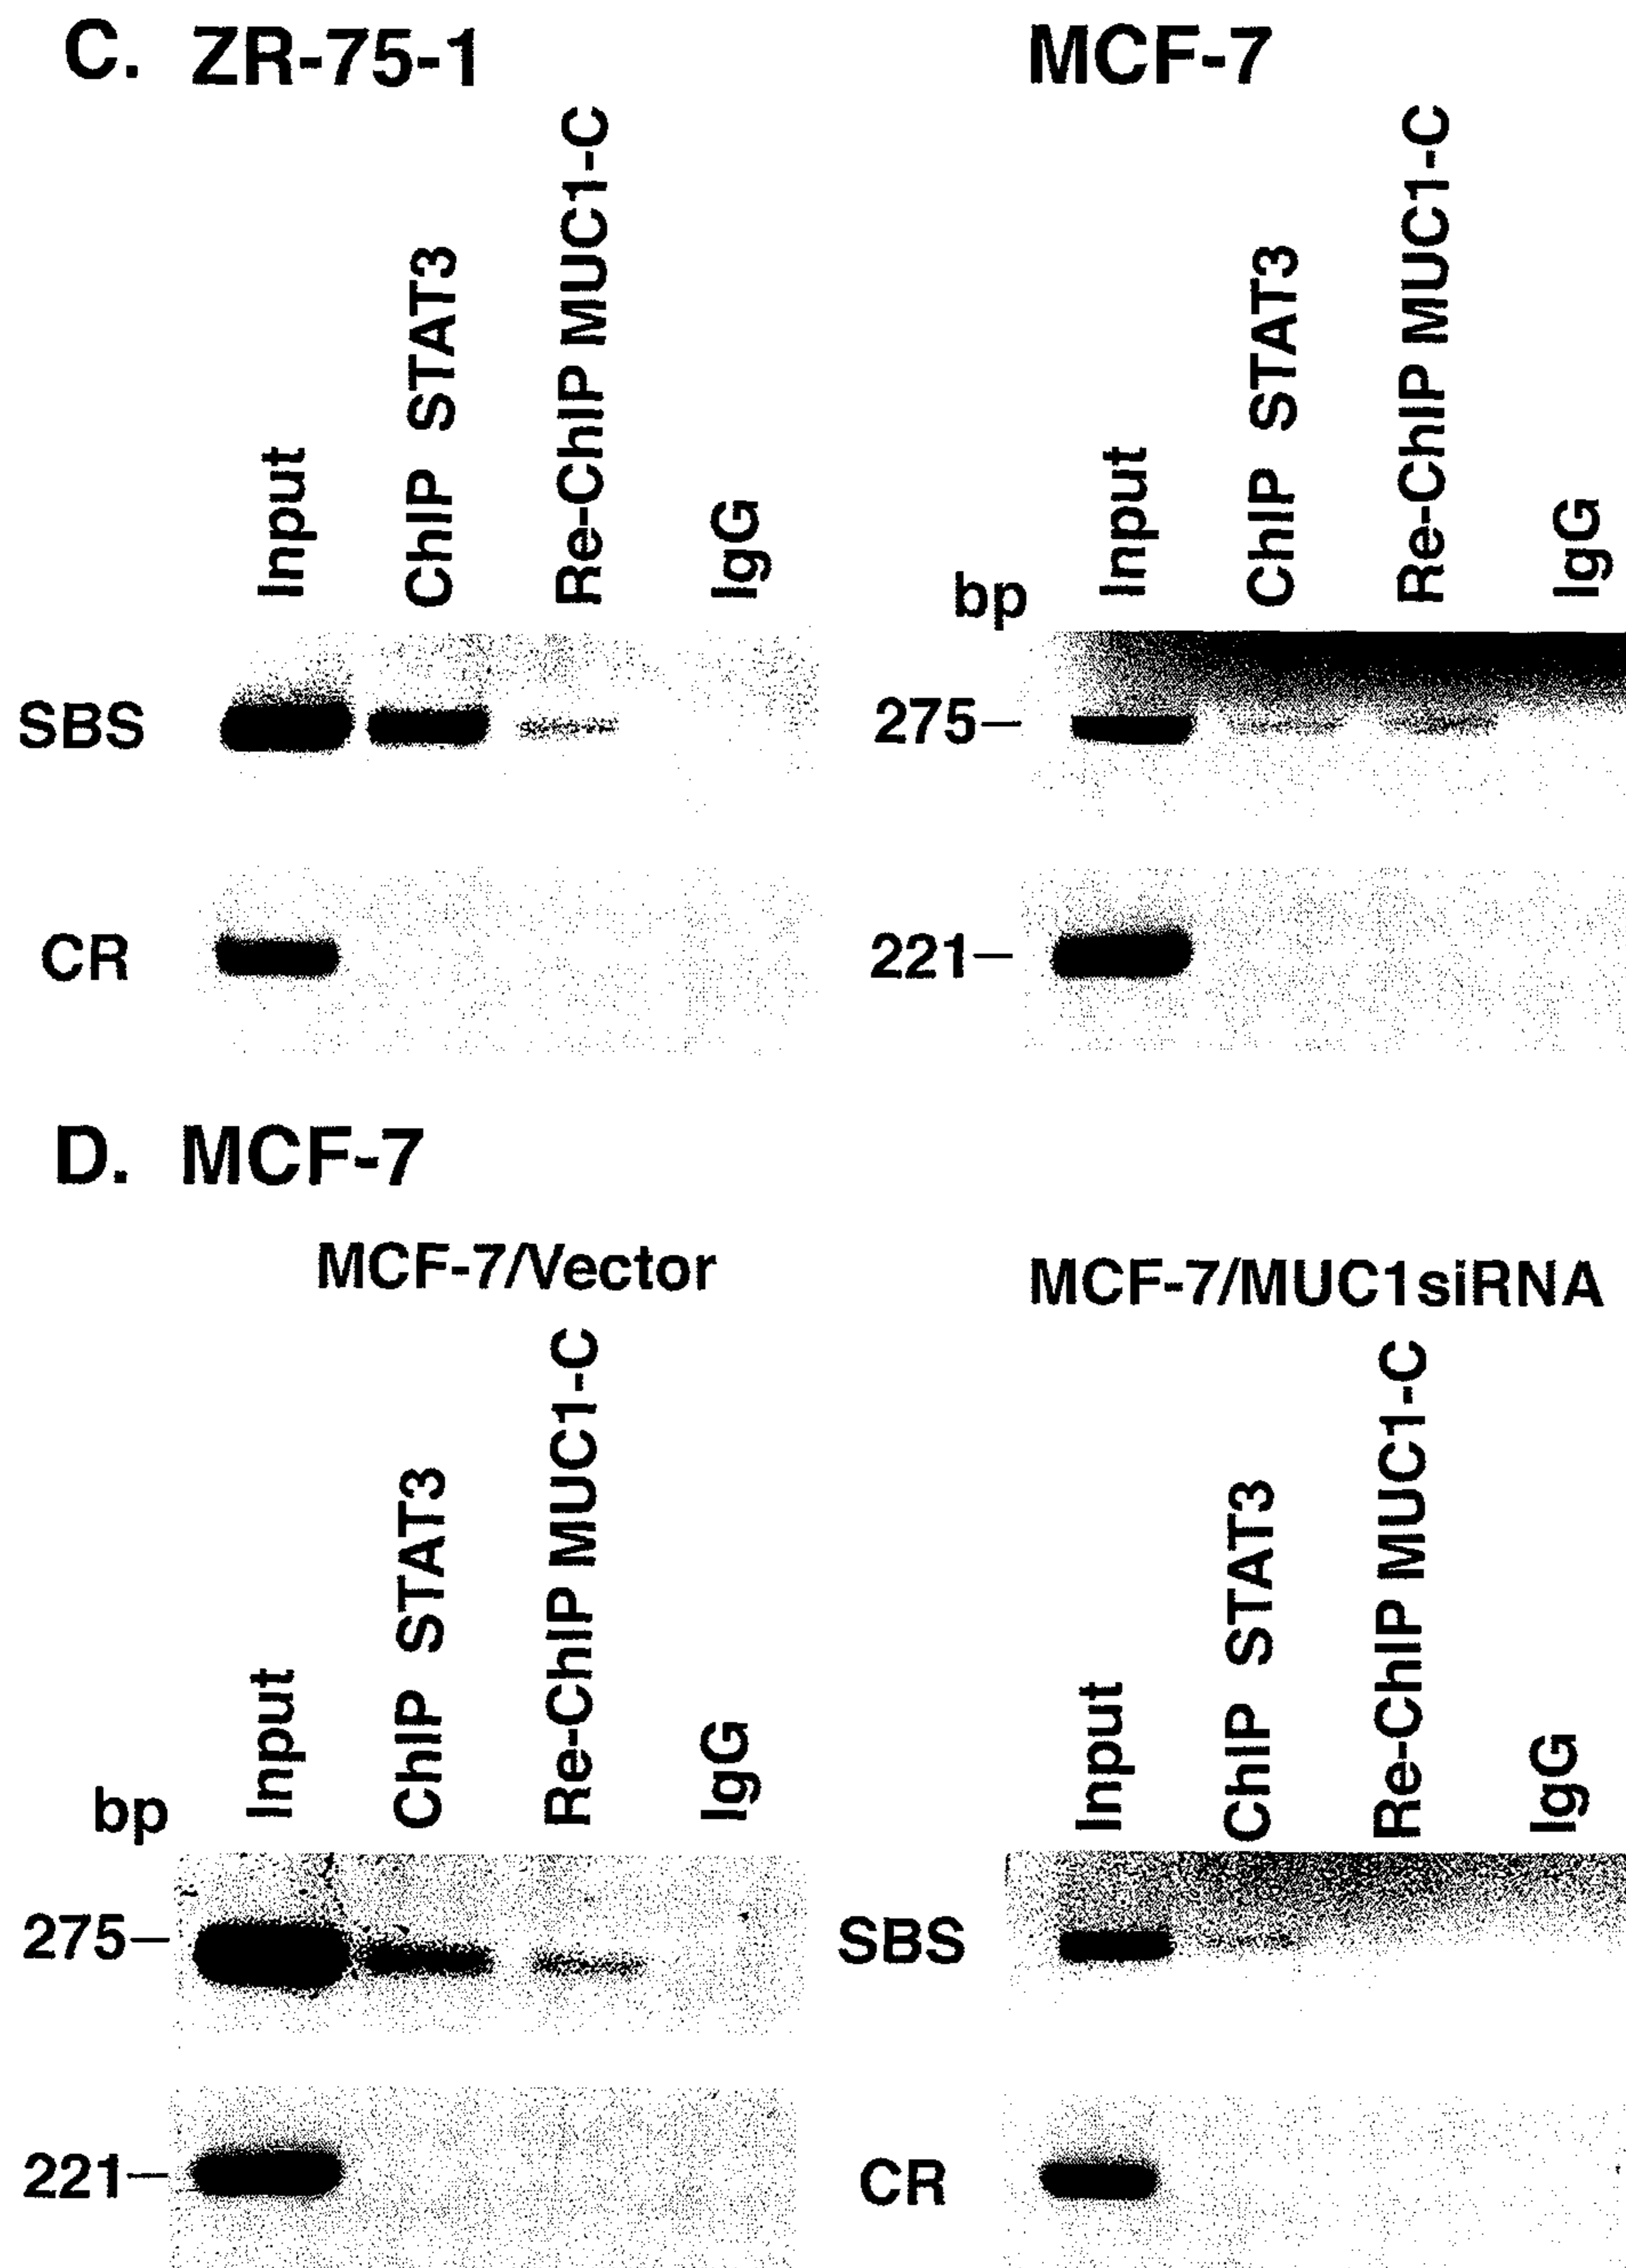 C. ZR-75-1
MCF-7
Input
ChIP STAT3
Re-ChIP MUC1-C
IgG
bp
Input
ChIP STAT3
Re-ChIP MUC1-C
IgG
SBS
275
CR
221
D. MCF-7
MCF-7/Vector
MCF-7/MUC1siRNA
bp
Input
ChIP STAT3
Re-ChIP MUC1-C
IgG
Input
ChIP STAT3
Re-ChIP MUC1-C
IgG
275
SBS
221
CR